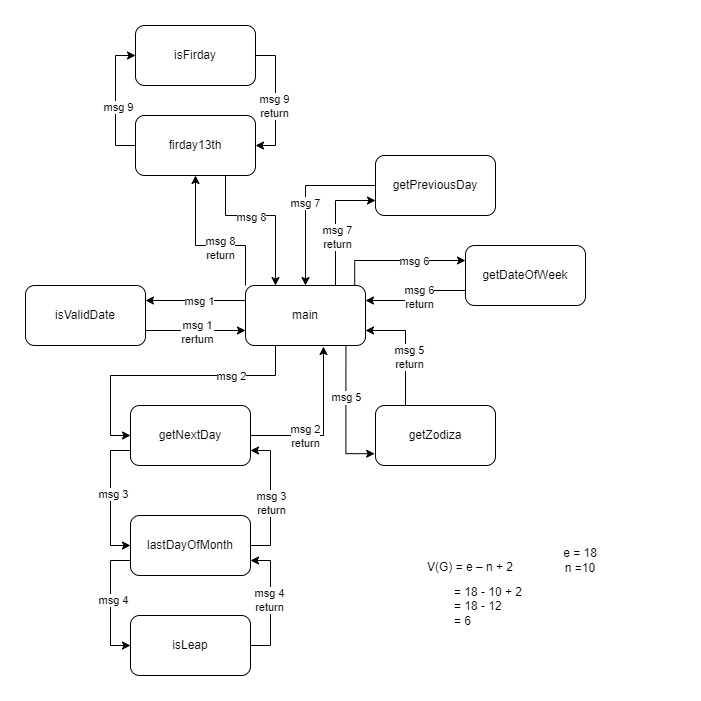 isFirday
msg 9
msg 9
return
firday13th
getPreviousDay
msg 7
msg 8
msg 7
return
msg 8
return
msg 6
getDateOfWeek
msg 6
return
isValidDate
msg 1
main
msg 1
rerturn
msg 5
return
msg 2
msg 5
getNextDay
msg 2
return
getZodiza
msg 3
msg 3
return
lastDayOfMonth
msg 4
msg 4
return
isLeap
e = 18
V(G) = e – n + 2
n =10
= 18 - 10 + 2
= 18 - 12
= 6